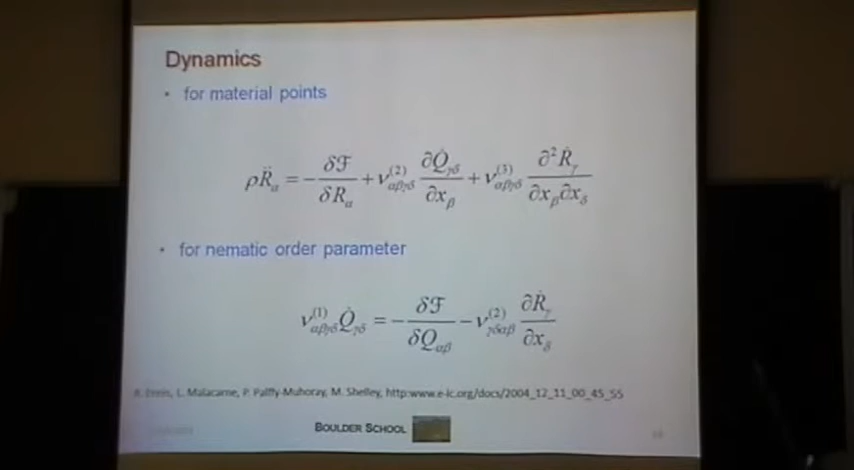 Dynamics
• for material points
ρR̈_α = − δℱ/δR_α + ν^(2)_αβγδ ∂Q̇_γδ/∂x_β + ν^(3)_αβγδ ∂²Ṙ_γ/∂x_β∂x_δ
• for nematic order parameter
ν^(1)_αβγδ Q̇_γδ = − δℱ/δQ_αβ − ν^(2)_γδαβ ∂Ṙ_γ/∂x_δ
Ennis, L. Malacarne, P. Palffy-Muhoray, M. Shelley, http:www.e-lc.org/docs/2004_12_11_00_45_55
BOULDER SCHOOL